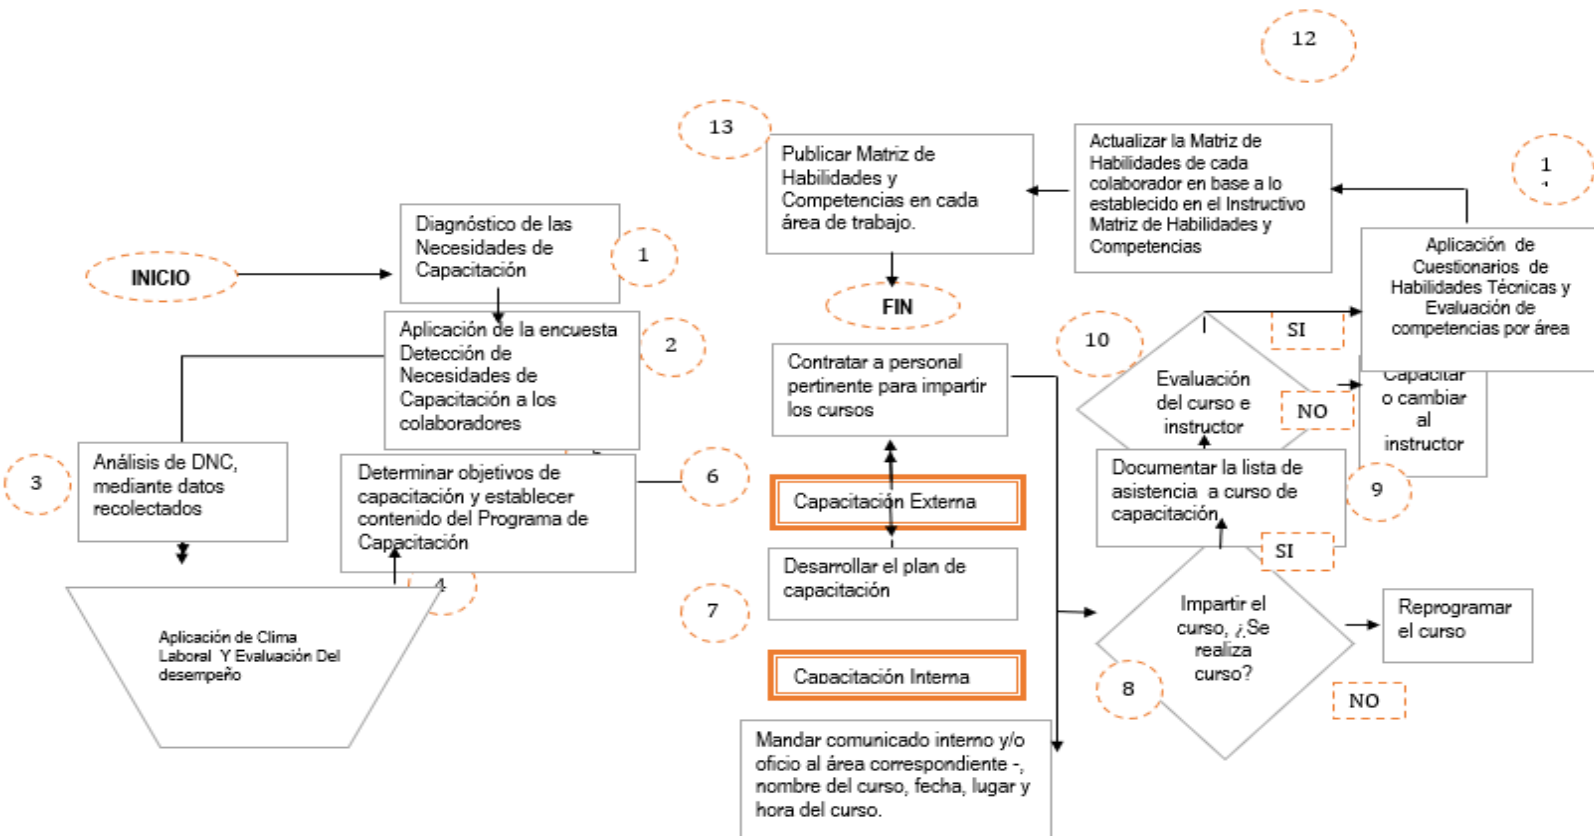 INICIO
Diagnóstico de las
Necesidades de
Capacitación
1
Aplicación de la encuesta
Detección de
Necesidades de
Capacitación a los
colaboradores
2
3
Análisis de DNC,
mediante datos
recolectados
Aplicación de Clima
Laboral Y Evaluación Del
desempeño
4
Determinar objetivos de
capacitación y establecer
contenido del Programa de
Capacitación
6
Contratar a personal
pertinente para impartir
los cursos
Capacitación Externa
Desarrollar el plan de
capacitación
7
Capacitación Interna
Mandar comunicado interno y/o
oficio al área correspondiente -,
nombre del curso, fecha, lugar y
hora del curso.
Impartir el
curso, ¿Se
realiza
curso?
8
NO
Reprogramar
el curso
SI
Documentar la lista de
asistencia a curso de
capacitación
9
Evaluación
del curso e
instructor
10
NO
Capacitar
o cambiar
al
instructor
SI
Aplicación de
Cuestionarios de
Habilidades Técnicas y
Evaluación de
competencias por área
1
Actualizar la Matriz de
Habilidades de cada
colaborador en base a lo
establecido en el Instructivo
Matriz de Habilidades y
Competencias
12
Publicar Matriz de
Habilidades y
Competencias en cada
área de trabajo.
13
FIN